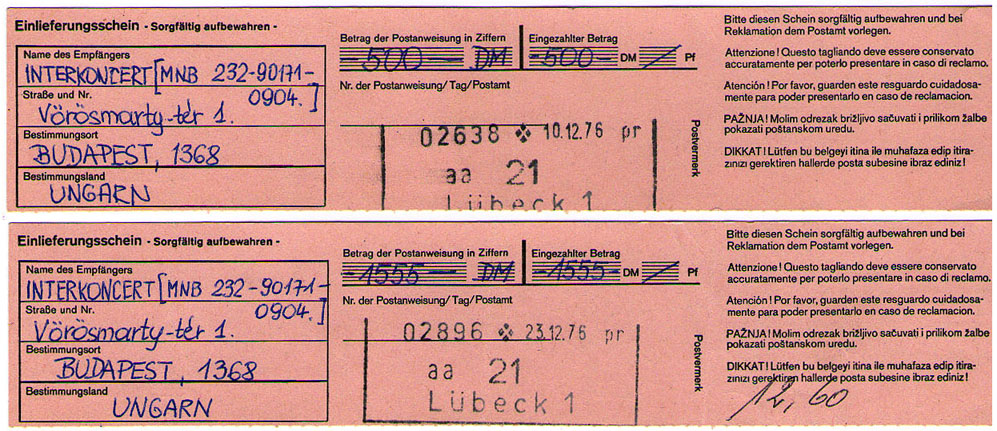 Einlieferungsschein - Sorgfältig aufbewahren -
Name des Empfängers
INTERKONCERT [MNB 232-90171-
Straße und Nr.
0904.]
Vörösmarty-tér 1.
Bestimmungsort
BUDAPEST, 1368
Bestimmungsland
UNGARN
Betrag der Postanweisung in Ziffern
-500- DM
Eingezahlter Betrag
-500- DM Pf
Nr. der Postanweisung/Tag/Postamt
02638 10.12.76 pr
aa 21
Lübeck 1
Postvermerk
Bitte diesen Schein sorgfältig aufbewahren und bei
Reklamation dem Postamt vorlegen.
Attenzione! Questo tagliando deve essere conservato
accuratamente per poterlo presentare in caso di reclamo.
Atención! Por favor, guarden este resguardo cuidadosa-
mente para poder presentarlo en caso de reclamacion.
PAŽNJA! Molim odrezak brižljivo sačuvati i prilikom žalbe
pokazati poštanskom uredu.
DIKKAT! Lütfen bu belgeyi itina ile muhafaza edip itira-
zınızı gerektiren hallerde posta subesine ibraz ediniz!
Einlieferungsschein - Sorgfältig aufbewahren -
Name des Empfängers
INTERKONCERT [MNB 232-90171-
Straße und Nr.
0904.]
Vörösmarty-tér 1.
Bestimmungsort
BUDAPEST, 1368
Bestimmungsland
UNGARN
Betrag der Postanweisung in Ziffern
-1555- DM
Eingezahlter Betrag
-1555- DM Pf
Nr. der Postanweisung/Tag/Postamt
02896 23.12.76 pr
aa 21
Lübeck 1
Postvermerk
Bitte diesen Schein sorgfältig aufbewahren und bei
Reklamation dem Postamt vorlegen.
Attenzione! Questo tagliando deve essere conservato
accuratamente per poterlo presentare in caso di reclamo.
Atención! Por favor, guarden este resguardo cuidadosa-
mente para poder presentarlo en caso de reclamacion.
PAŽNJA! Molim odrezak brižljivo sačuvati i prilikom žalbe
pokazati poštanskom uredu.
DIKKAT! Lütfen bu belgeyi itina ile muhafaza edip itira-
zınızı gerektiren hallerde posta subesine ibraz ediniz!
12,60